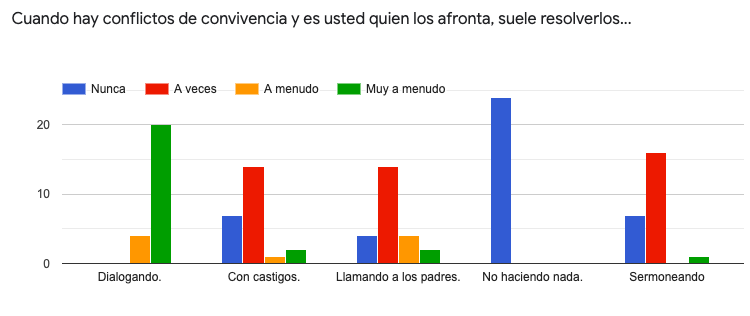 Cuando hay conflictos de convivencia y es usted quien los afronta, suele resolverlos...
Nunca A veces A menudo Muy a menudo
20
10
0
Dialogando. Con castigos. Llamando a los padres. No haciendo nada. Sermoneando